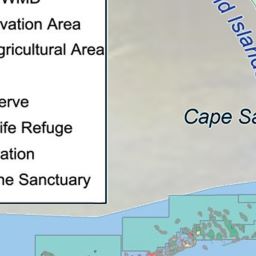 WMD
vation Area
gricultural Area
erve
ife Refuge
ation
ne Sanctuary
d Island
Cape Sa